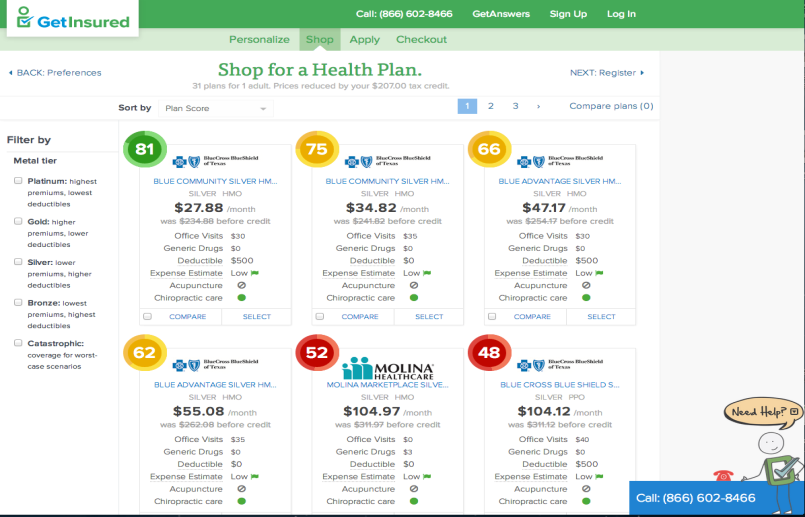 Call: (866) 602-8466 GetAnswers Sign Up Log In
GetInsured
Personalize Shop Apply Checkout
BACK: Preferences
Shop for a Health Plan.
NEXT: Register
31 plans for 1 adult. Prices reduced by your $207.00 tax credit.
Sort by Plan Score
1 2 3 › Compare plans (0)
Filter by
Metal tier
Platinum: highest
premiums, lowest
deductibles
Gold: higher
premiums, lower
deductibles
Silver: lower
premiums, higher
deductibles
Bronze: lowest
premiums, highest
deductibles
Catastrophic:
coverage for worst-
case scenarios
81
BlueCross BlueShield
of Texas
BLUE COMMUNITY SILVER HM...
SILVER HMO
$27.88 /month
was $234.88 before credit
Office Visits $30
Generic Drugs $0
Deductible $500
Expense Estimate Low
Acupuncture
Chiropractic care
COMPARE SELECT
75
BlueCross BlueShield
of Texas
BLUE COMMUNITY SILVER HM...
SILVER HMO
$34.82 /month
was $241.82 before credit
Office Visits $35
Generic Drugs $0
Deductible $0
Expense Estimate Low
Acupuncture
Chiropractic care
COMPARE SELECT
66
BlueCross BlueShield
of Texas
BLUE ADVANTAGE SILVER HM...
SILVER HMO
$47.17 /month
was $254.17 before credit
Office Visits $30
Generic Drugs $0
Deductible $500
Expense Estimate Low
Acupuncture
Chiropractic care
COMPARE SELECT
62
BlueCross BlueShield
of Texas
BLUE ADVANTAGE SILVER HM...
SILVER HMO
$55.08 /month
was $262.08 before credit
Office Visits $35
Generic Drugs $0
Deductible $0
Expense Estimate Low
Acupuncture
Chiropractic care
52
MOLINA
HEALTHCARE
MOLINA MARKETPLACE SILVE...
SILVER HMO
$104.97 /month
was $311.97 before credit
Office Visits $0
Generic Drugs $3
Deductible $0
Expense Estimate Low
Acupuncture
Chiropractic care
48
BlueCross BlueShield
of Texas
BLUE CROSS BLUE SHIELD S...
SILVER PPO
$104.12 /month
was $311.12 before credit
Office Visits $40
Generic Drugs $0
Deductible $500
Expense Estimate Low
Acupuncture
Chiropractic care
Need Help?
Call: (866) 602-8466